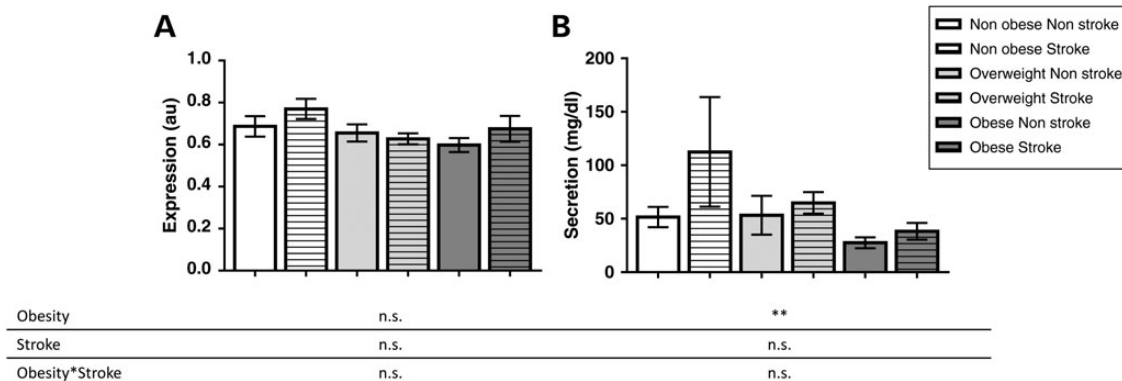 A
Expression (au)
1.0
0.8
0.6
0.4
0.2
0.0
B
Secretion (mg/dl)
200
150
100
50
0
Non obese Non stroke
Non obese Stroke
Overweight Non stroke
Overweight Stroke
Obese Non stroke
Obese Stroke
Obesity n.s. **
Stroke n.s. n.s.
Obesity*Stroke n.s. n.s.